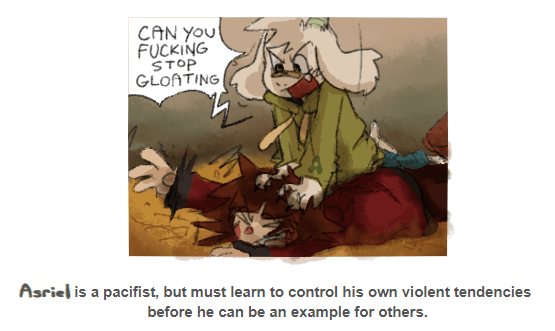 CAN YOU
FUCKING
STOP
GLOATING
Asriel is a pacifist, but must learn to control his own violent tendencies
before he can be an example for others.